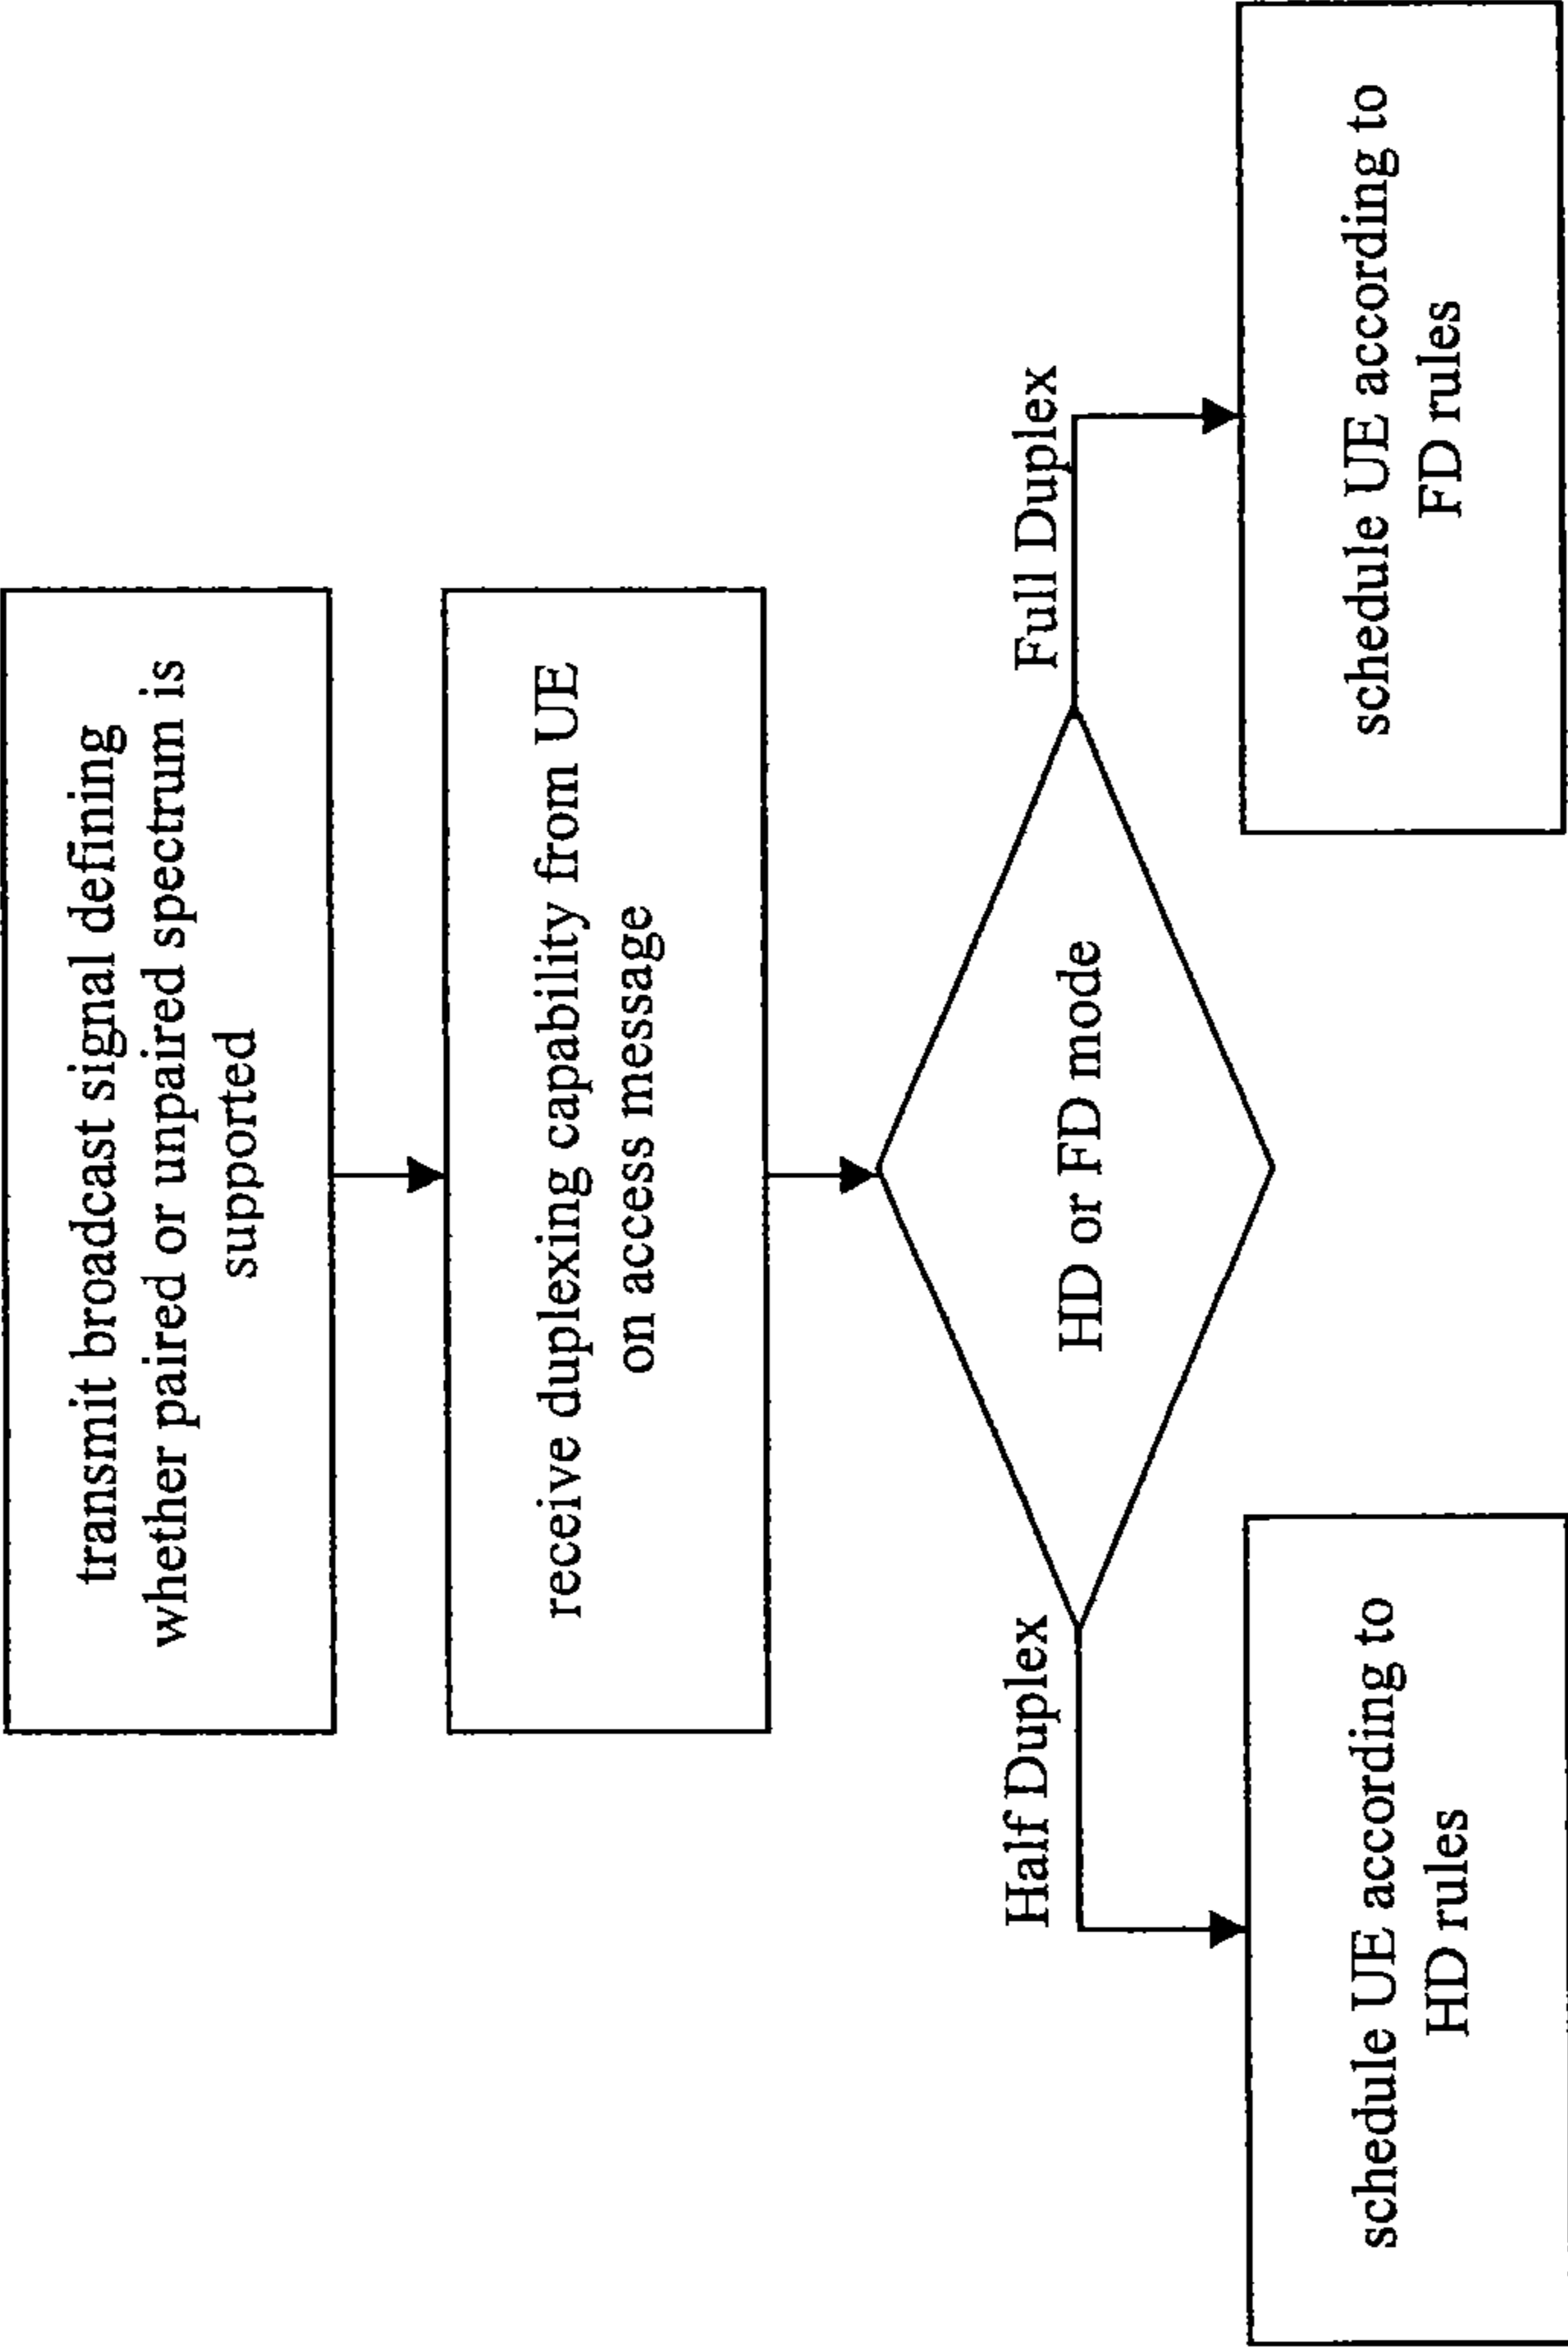 transmit broadcast signal defining
whether paired or unpaired spectrum is
supported
receive duplexing capability from UE
on access message
HD or FD mode
Half Duplex
Full Duplex
schedule UE according to
HD rules
schedule UE according to
FD rules